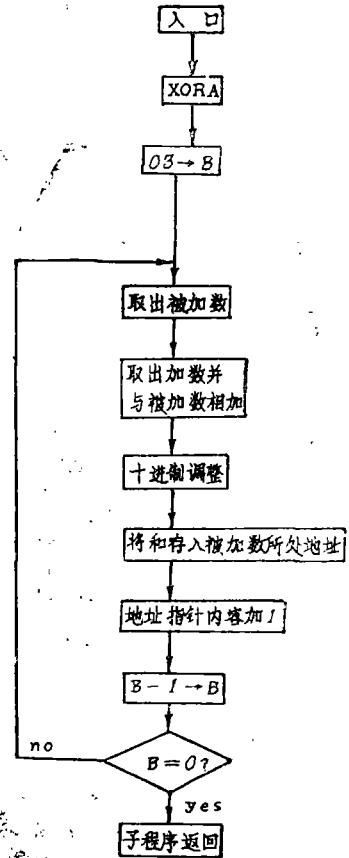 入 口
XORA
03→B
取出被加数
取出加数并
与被加数相加
十进制调整
将和存入被加数所处地址
地址指针内容加1
B-1→B
no
B=0?
yes
子程序返回